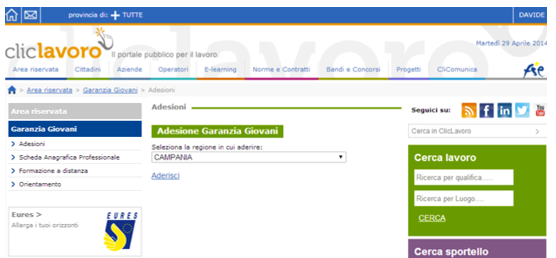 provincia di: TUTTE
DAVIDE
cliclavoro
Il portale pubblico per il lavoro
Martedì 29 Aprile 2014
Area riservata Cittadini Aziende Operatori E-learning Norme e Contratti Bandi e Concorsi Progetti CliComunica
> Area riservata > Garanzia Giovani > Adesioni
Area riservata
Garanzia Giovani
> Adesioni
> Scheda Anagrafica Professionale
> Formazione a distanza
> Orientamento
Eures >
Allarga i tuoi orizzonti
EURES
Adesioni
Adesione Garanzia Giovani
Seleziona la regione in cui aderire:
CAMPANIA
Aderisci
Seguici su:
You
Cerca in ClicLavoro
Cerca lavoro
Ricerca per qualifica.....
Ricerca per Luogo.....
CERCA
Cerca sportello